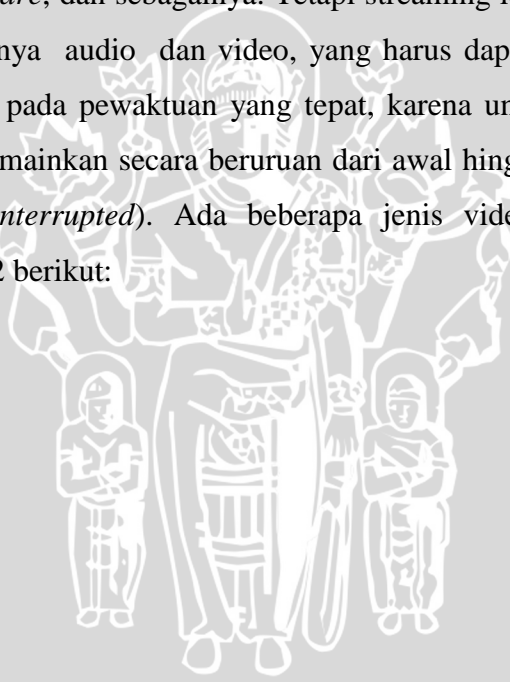 are, dan sebagainya. Tetapi streaming
nya audio dan video, yang harus dap
pada pewaktuan yang tepat, karena un
mainkan secara beruruan dari awal hing
nterrupted). Ada beberapa jenis vide
2 berikut: